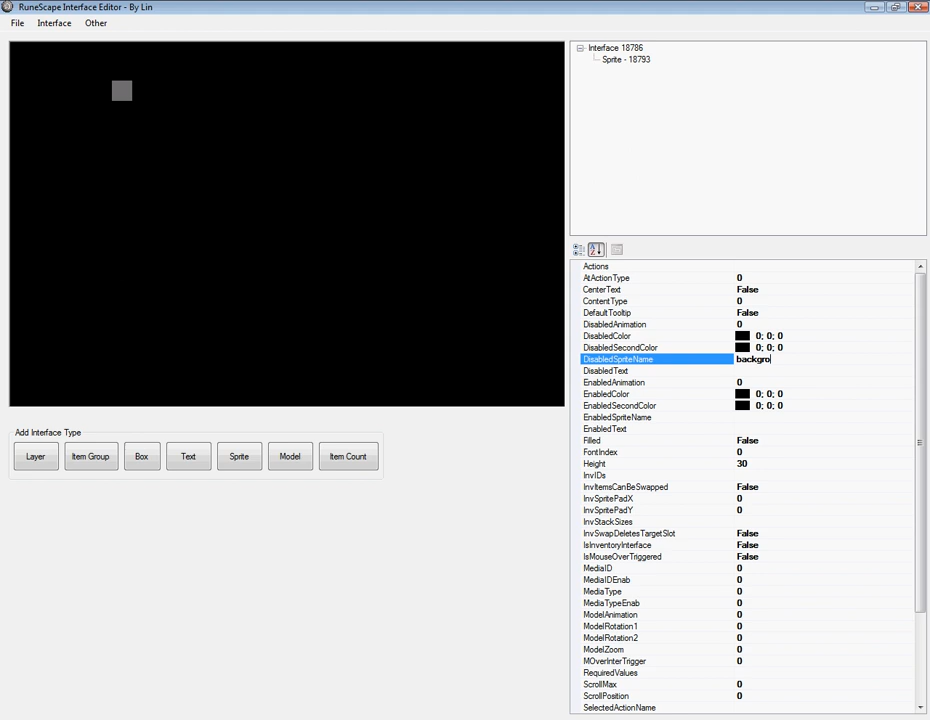 RuneScape Interface Editor - By Lin
File Interface Other
Interface 18786
Sprite - 18793
Actions
AtActionType 0
CenterText False
ContentType 0
DefaultTooltip False
DisabledAnimation 0
DisabledColor 0; 0; 0
DisabledSecondColor 0; 0; 0
DisabledSpriteName backgro
DisabledText
EnabledAnimation 0
EnabledColor 0; 0; 0
EnabledSecondColor 0; 0; 0
EnabledSpriteName
EnabledText
Filled False
FontIndex 0
Height 30
InvIDs
InvItemsCanBeSwapped False
InvSpritPadX 0
InvSpritPadY 0
InvStackSizes
InvSwapDeletesTargetSlot False
IsInventoryInterface False
IsMouseOverTriggered False
MediaID 0
MediaIDEnab 0
MediaType 0
MediaTypeEnab 0
ModelAnimation 0
ModelRotation1 0
ModelRotation2 0
ModelZoom 0
MOverInterTrigger 0
RequiredValues
ScrollMax 0
ScrollPosition 0
SelectedActionName
Add Interface Type
Layer Item Group Box Text Sprite Model Item Count